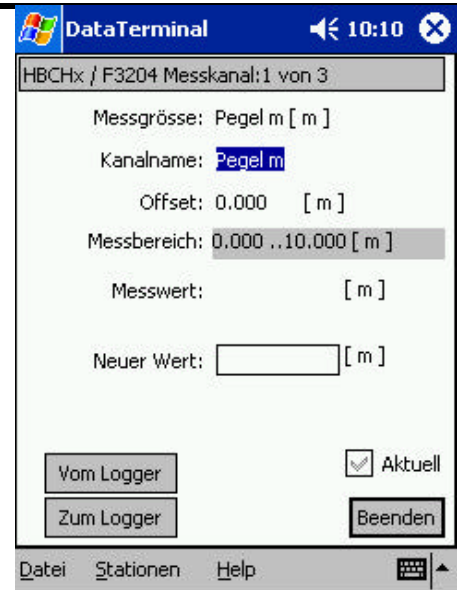 DataTerminal 10:10
HBCHx / F3204 Messkanal:1 von 3
Messgrösse: Pegel m [ m ]
Kanalname: Pegel m
Offset: 0.000 [ m ]
Messbereich: 0.000 ..10.000 [ m ]
Messwert: [ m ]
Neuer Wert: [ m ]
Vom Logger Aktuell
Zum Logger Beenden
Datei Stationen Help